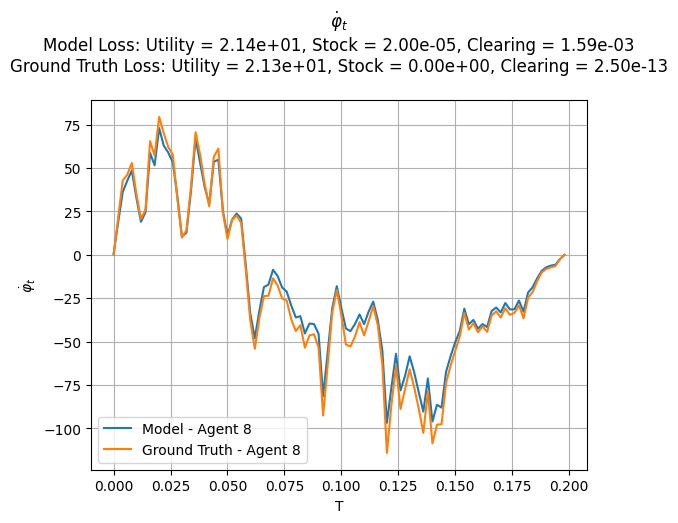 φ̇_t
Model Loss: Utility = 2.14e+01, Stock = 2.00e-05, Clearing = 1.59e-03
Ground Truth Loss: Utility = 2.13e+01, Stock = 0.00e+00, Clearing = 2.50e-13
75
50
25
0
−25
−50
−75
−100
φ̇_t
Model - Agent 8
Ground Truth - Agent 8
0.000 0.025 0.050 0.075 0.100 0.125 0.150 0.175 0.200
T